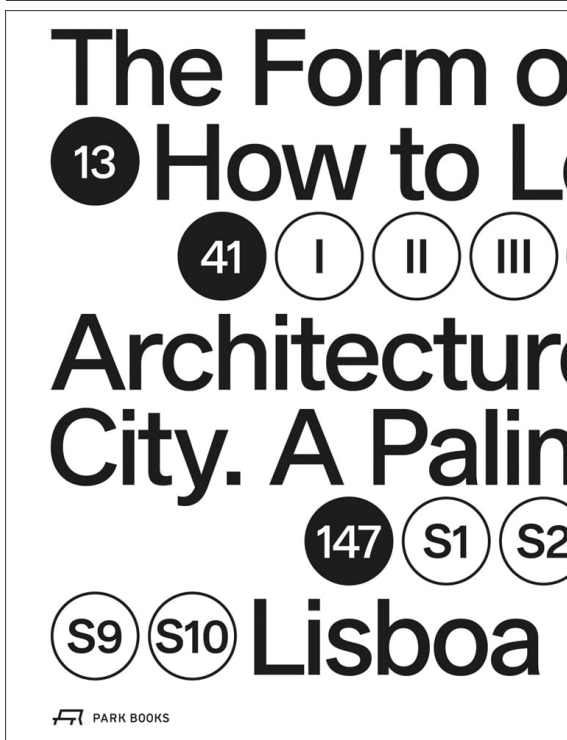 The Form o
13 How to L
41 I II III
Architectur
City. A Palin
147 S1 S2
S9 S10 Lisboa
PARK BOOKS